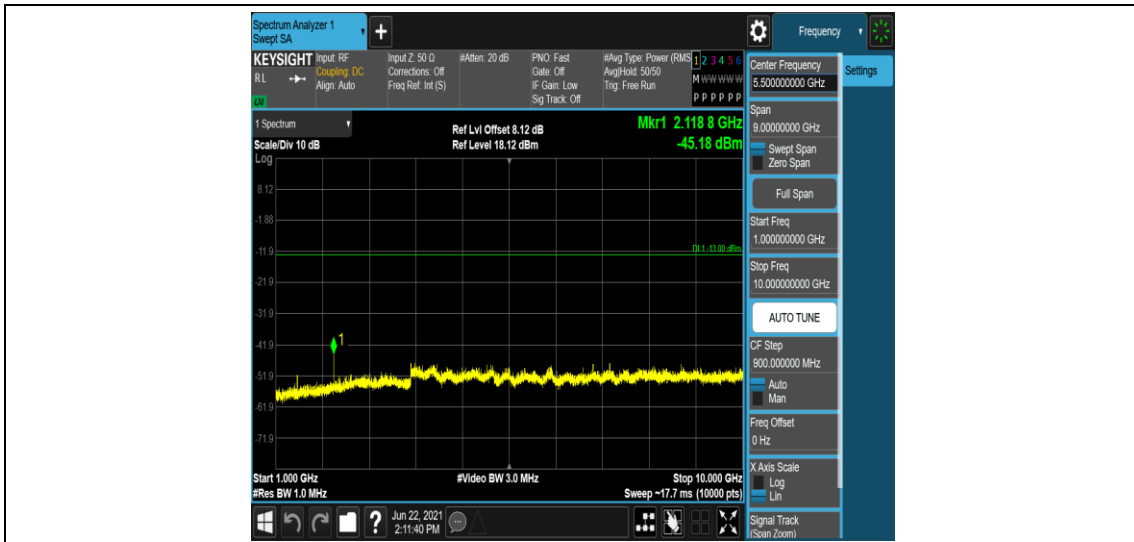 Spectrum Analyzer 1
Swept SA
Frequency
KEYSIGHT
RL
LXI
Input: RF
Coupling: DC
Align: Auto
Input Z: 50 Ω
Corrections: Off
Freq Ref: Int (S)
#Atten: 20 dB
PNO: Fast
Gate: Off
IF Gain: Low
Sig Track: Off
#Avg Type: Power (RMS
Avg|Hold: 50/50
Trig: Free Run
1 2 3 4 5 6
M W W W W W
P P P P P P
1 Spectrum
Scale/Div 10 dB
Log
Ref Lvl Offset 8.12 dB
Ref Level 18.12 dBm
Mkr1 2.118 8 GHz
-45.18 dBm
8.12
-1.88
-11.9
-21.9
-31.9
-41.9
-51.9
-61.9
-71.9
DL1 -13.00 dBm
1
Start 1.000 GHz
#Res BW 1.0 MHz
#Video BW 3.0 MHz
Stop 10.000 GHz
Sweep ~17.7 ms (10000 pts)
Jun 22, 2021
2:11:40 PM
Center Frequency
5.500000000 GHz
Settings
Span
9.00000000 GHz
Swept Span
Zero Span
Full Span
Start Freq
1.000000000 GHz
Stop Freq
10.000000000 GHz
AUTO TUNE
CF Step
900.000000 MHz
Auto
Man
Freq Offset
0 Hz
X Axis Scale
Log
Lin
Signal Track
(Span Zoom)